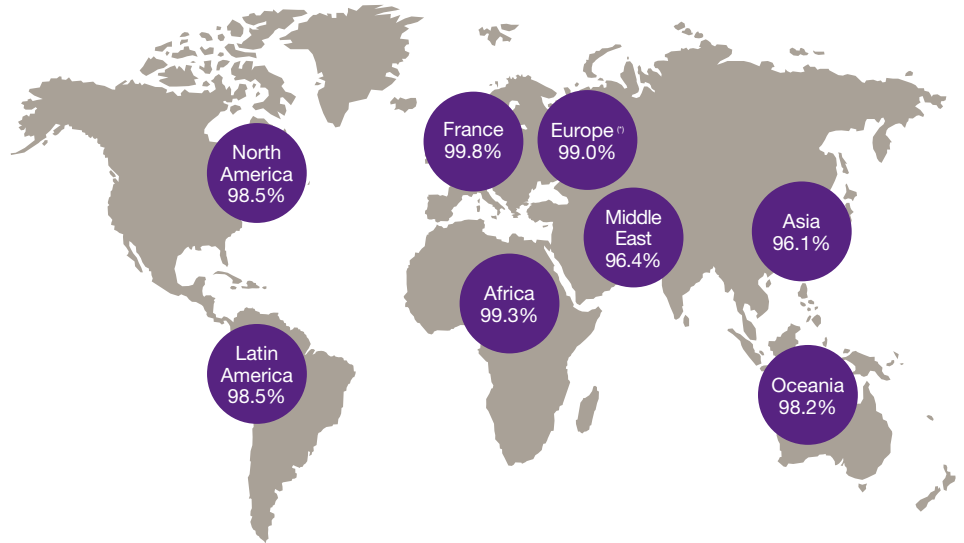 North
America
98.5%
France
99.8%
Europe (*)
99.0%
Middle
East
96.4%
Asia
96.1%
Africa
99.3%
Latin
America
98.5%
Oceania
98.2%